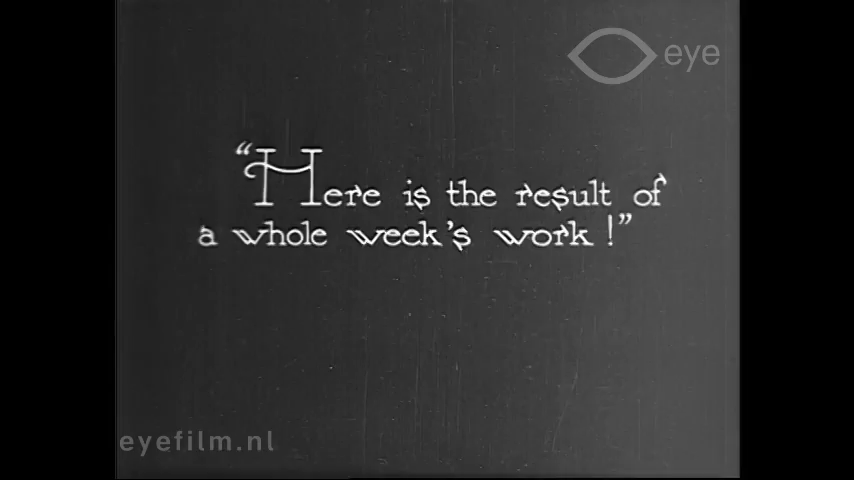 eye
“Here is the result of
a whole week's work!”
eyefilm.nl